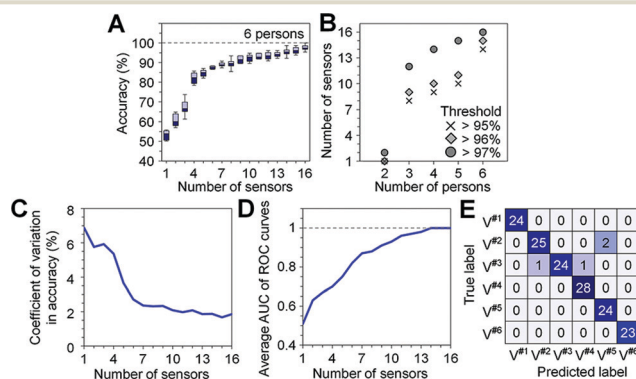 A
6 persons
Accuracy (%)
100
90
80
70
60
50
40
1 4 7 10 13 16
Number of sensors
B
Number of sensors
16
13
10
7
4
1
Threshold
> 95%
> 96%
> 97%
2 3 4 5 6
Number of persons
C
Coefficient of variation
in accuracy (%)
8
6
4
2
0
1 4 7 10 13 16
Number of sensors
D
Average AUC of ROC curves
1
0.8
0.6
0.4
1 4 7 10 13 16
Number of sensors
E
True label
V#1 24 0 0 0 0 0
V#2 0 25 0 0 2 0
V#3 0 1 24 1 0 0
V#4 0 0 0 28 0 0
V#5 0 0 0 0 24 0
V#6 0 0 0 0 0 23
V#1 V#2 V#3 V#4 V#5 V#6
Predicted label